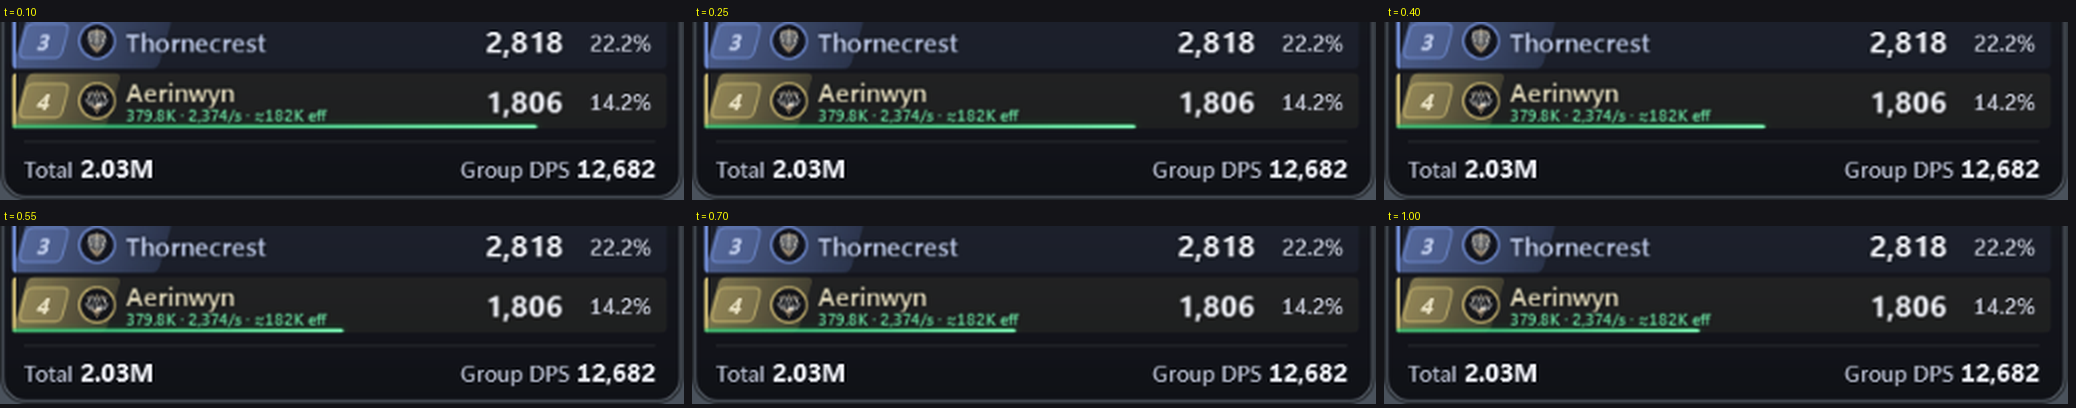 t=0.10
3 Thornecrest 2,818 22.2%
4 Aerinwyn 1,806 14.2%
379.8K · 2,374/s · ≈182K eff
Total 2.03M Group DPS 12,682
t=0.25
3 Thornecrest 2,818 22.2%
4 Aerinwyn 1,806 14.2%
379.8K · 2,374/s · ≈182K eff
Total 2.03M Group DPS 12,682
t=0.40
3 Thornecrest 2,818 22.2%
4 Aerinwyn 1,806 14.2%
379.8K · 2,374/s · ≈182K eff
Total 2.03M Group DPS 12,682
t=0.55
3 Thornecrest 2,818 22.2%
4 Aerinwyn 1,806 14.2%
379.8K · 2,374/s · ≈182K eff
Total 2.03M Group DPS 12,682
t=0.70
3 Thornecrest 2,818 22.2%
4 Aerinwyn 1,806 14.2%
379.8K · 2,374/s · ≈182K eff
Total 2.03M Group DPS 12,682
t=1.00
3 Thornecrest 2,818 22.2%
4 Aerinwyn 1,806 14.2%
379.8K · 2,374/s · ≈182K eff
Total 2.03M Group DPS 12,682